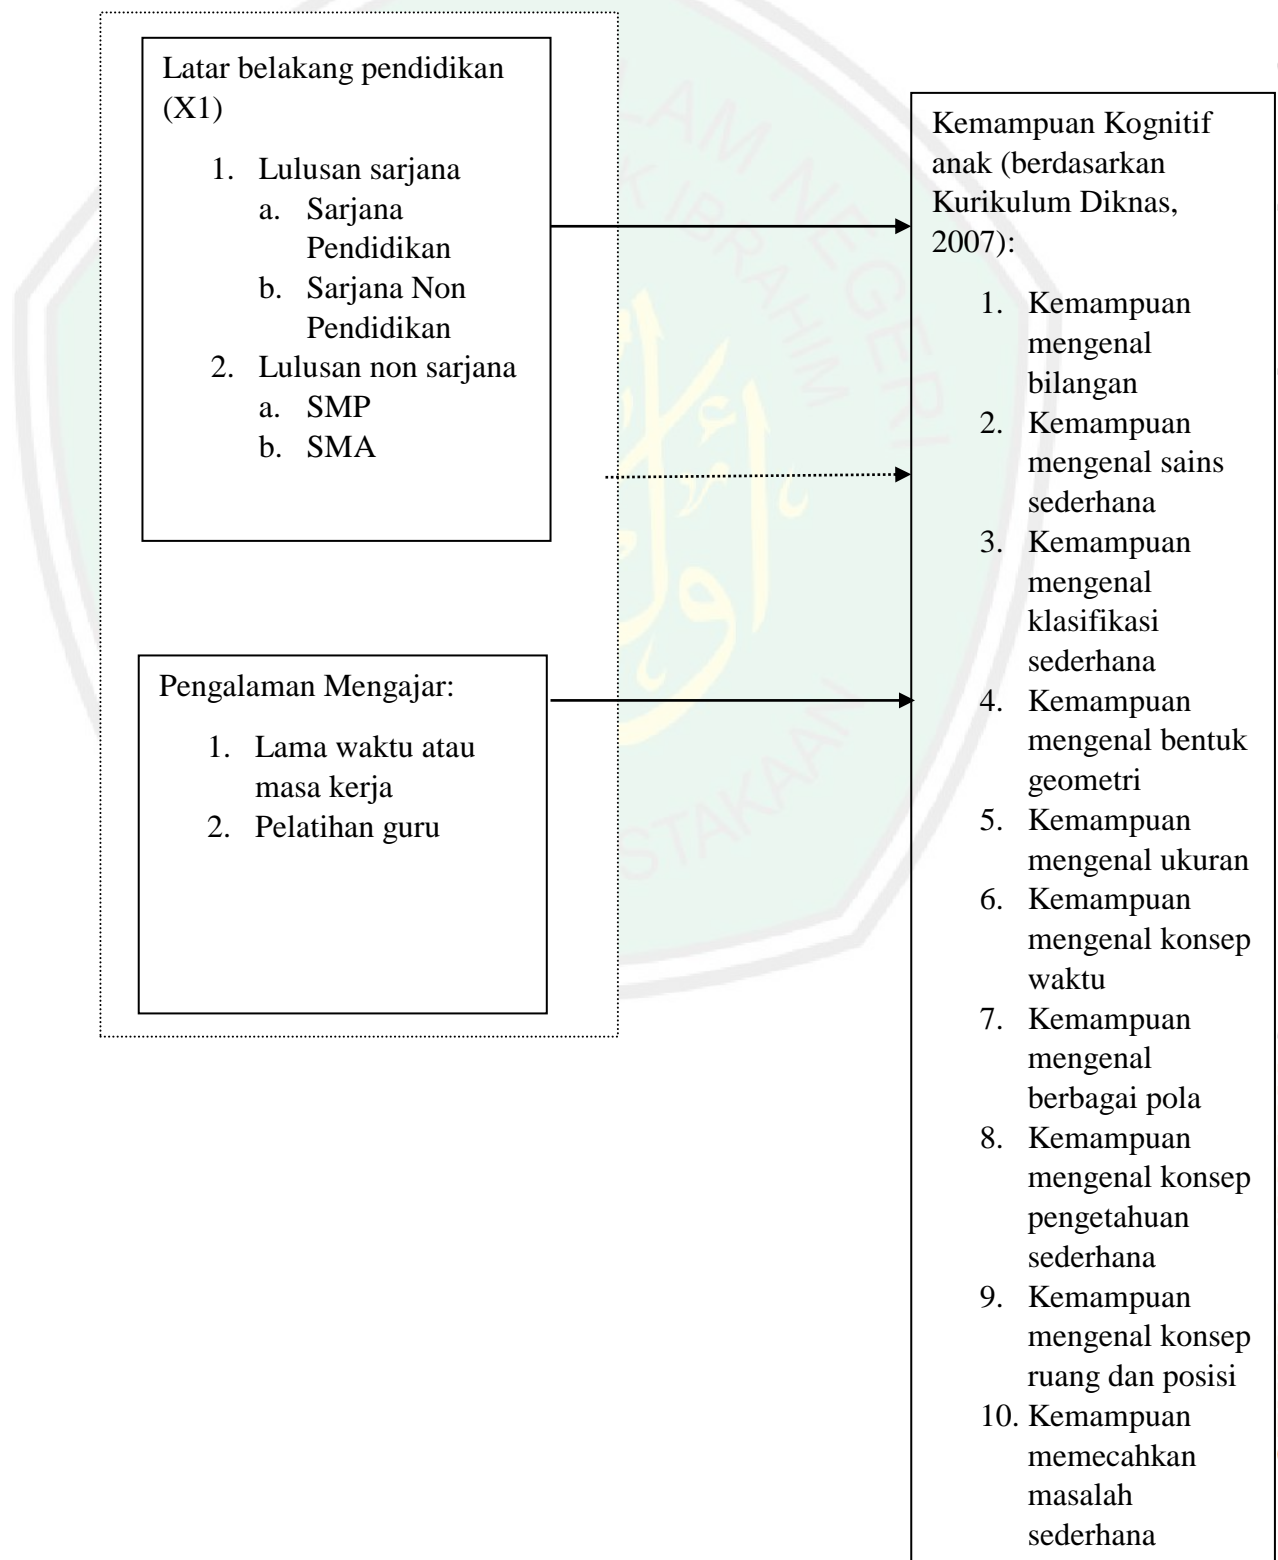 Latar belakang pendidikan
(X1)
1. Lulusan sarjana
a. Sarjana
Pendidikan
b. Sarjana Non
Pendidikan
2. Lulusan non sarjana
a. SMP
b. SMA
Pengalaman Mengajar:
1. Lama waktu atau
masa kerja
2. Pelatihan guru
Kemampuan Kognitif
anak (berdasarkan
Kurikulum Diknas,
2007):
1. Kemampuan
mengenal
bilangan
2. Kemampuan
mengenal sains
sederhana
3. Kemampuan
mengenal
klasifikasi
sederhana
4. Kemampuan
mengenal bentuk
geometri
5. Kemampuan
mengenal ukuran
6. Kemampuan
mengenal konsep
waktu
7. Kemampuan
mengenal
berbagai pola
8. Kemampuan
mengenal konsep
pengetahuan
sederhana
9. Kemampuan
mengenal konsep
ruang dan posisi
10. Kemampuan
memecahkan
masalah
sederhana
NEGERI
IBRAHIM